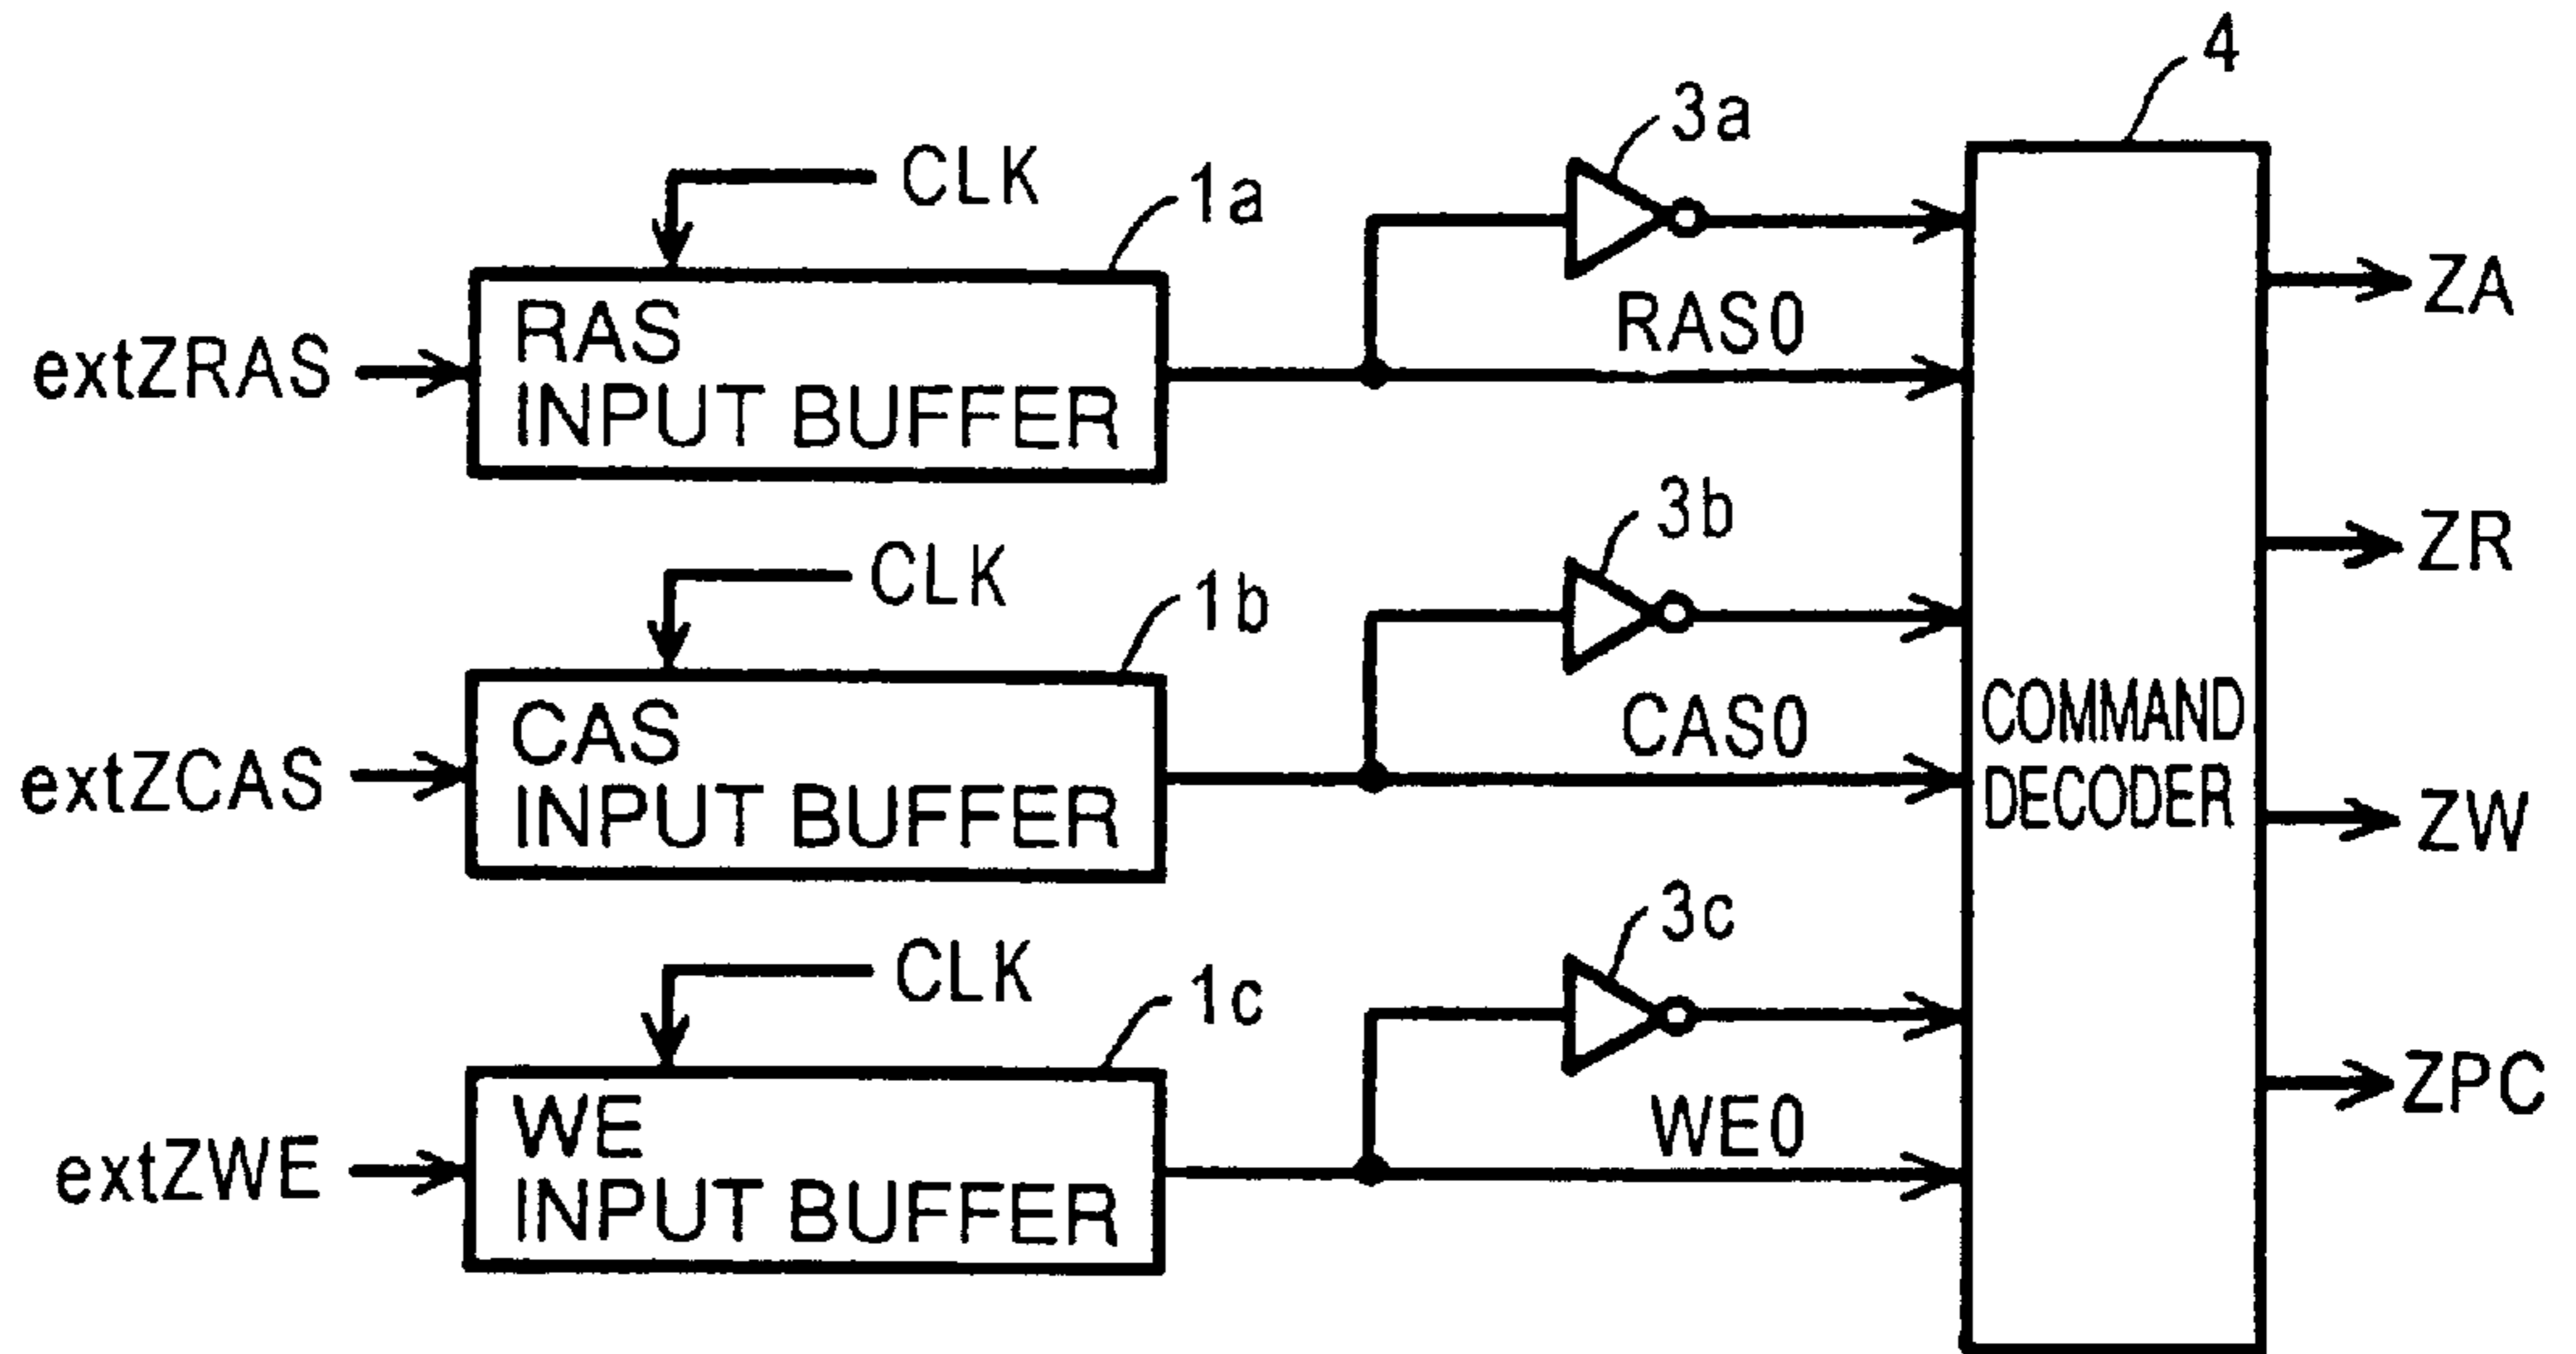 4
3a
CLK
1a
ZA
RAS
INPUT BUFFER
RAS0
extZRAS
3b
ZR
CLK
1b
CAS
INPUT BUFFER
CAS0
COMMAND
DECODER
extZCAS
ZW
3c
CLK
1c
ZPC
WE
INPUT BUFFER
WE0
extZWE